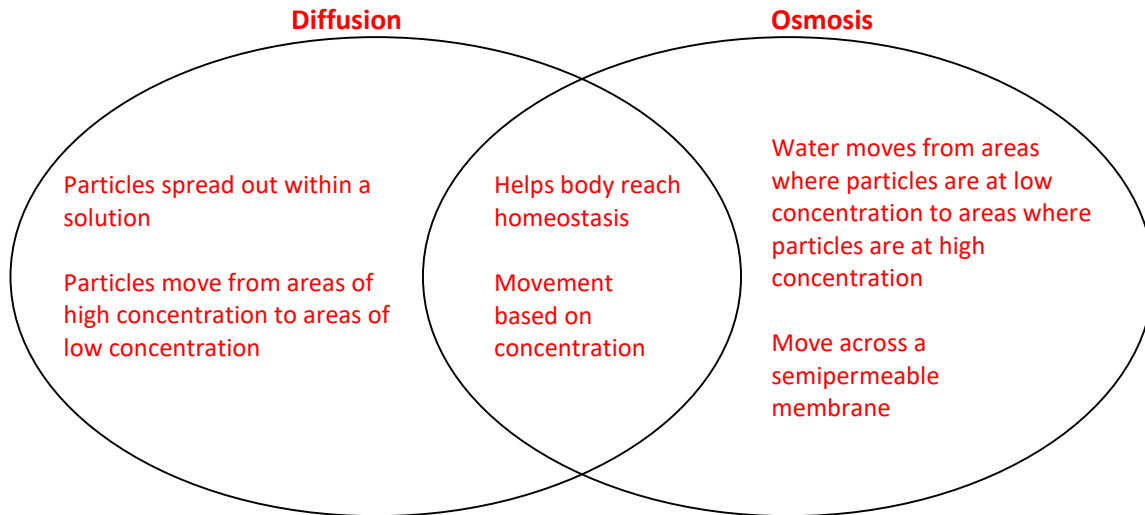 Diffusion
Osmosis
Particles spread out within a
solution
Particles move from areas of
high concentration to areas of
low concentration
Helps body reach
homeostasis
Movement
based on
concentration
Water moves from areas
where particles are at low
concentration to areas where
particles are at high
concentration
Move across a
semipermeable
membrane